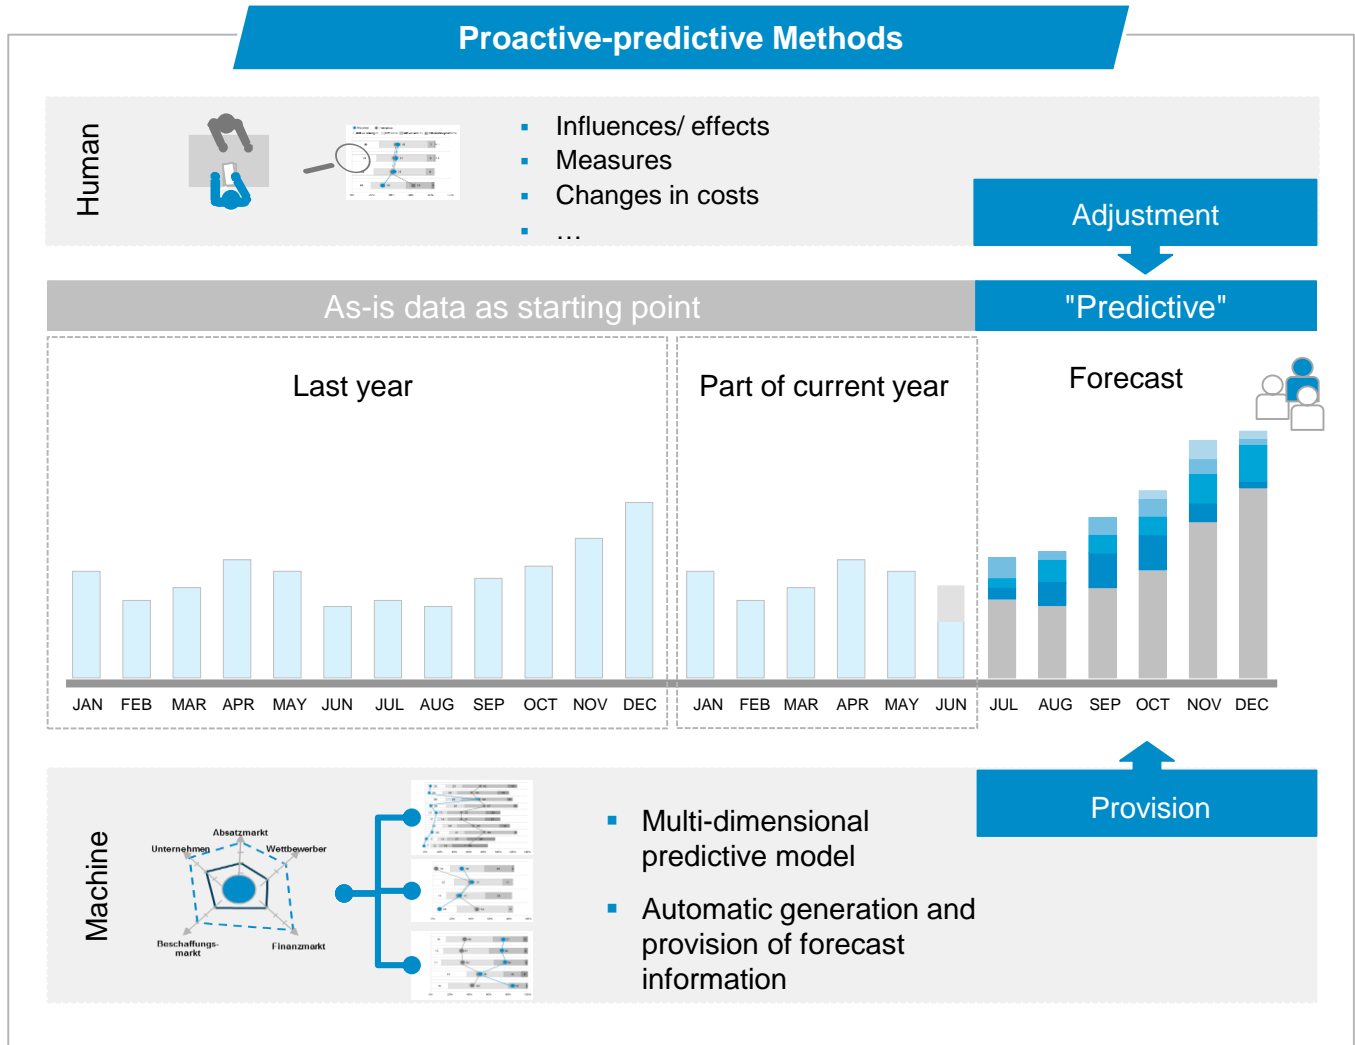 Proactive-predictive Methods
Human
▪ Influences/ effects
▪ Measures
▪ Changes in costs
▪ …
Adjustment
As-is data as starting point
"Predictive"
Last year
Part of current year
Forecast
JAN FEB MAR APR MAY JUN JUL AUG SEP OCT NOV DEC
JAN FEB MAR APR MAY JUN JUL AUG SEP OCT NOV DEC
Provision
Machine
Absatzmarkt
Unternehmen
Wettbewerber
Beschaffungs-
markt
Finanzmarkt
▪ Multi-dimensional
predictive model
▪ Automatic generation and
provision of forecast
information